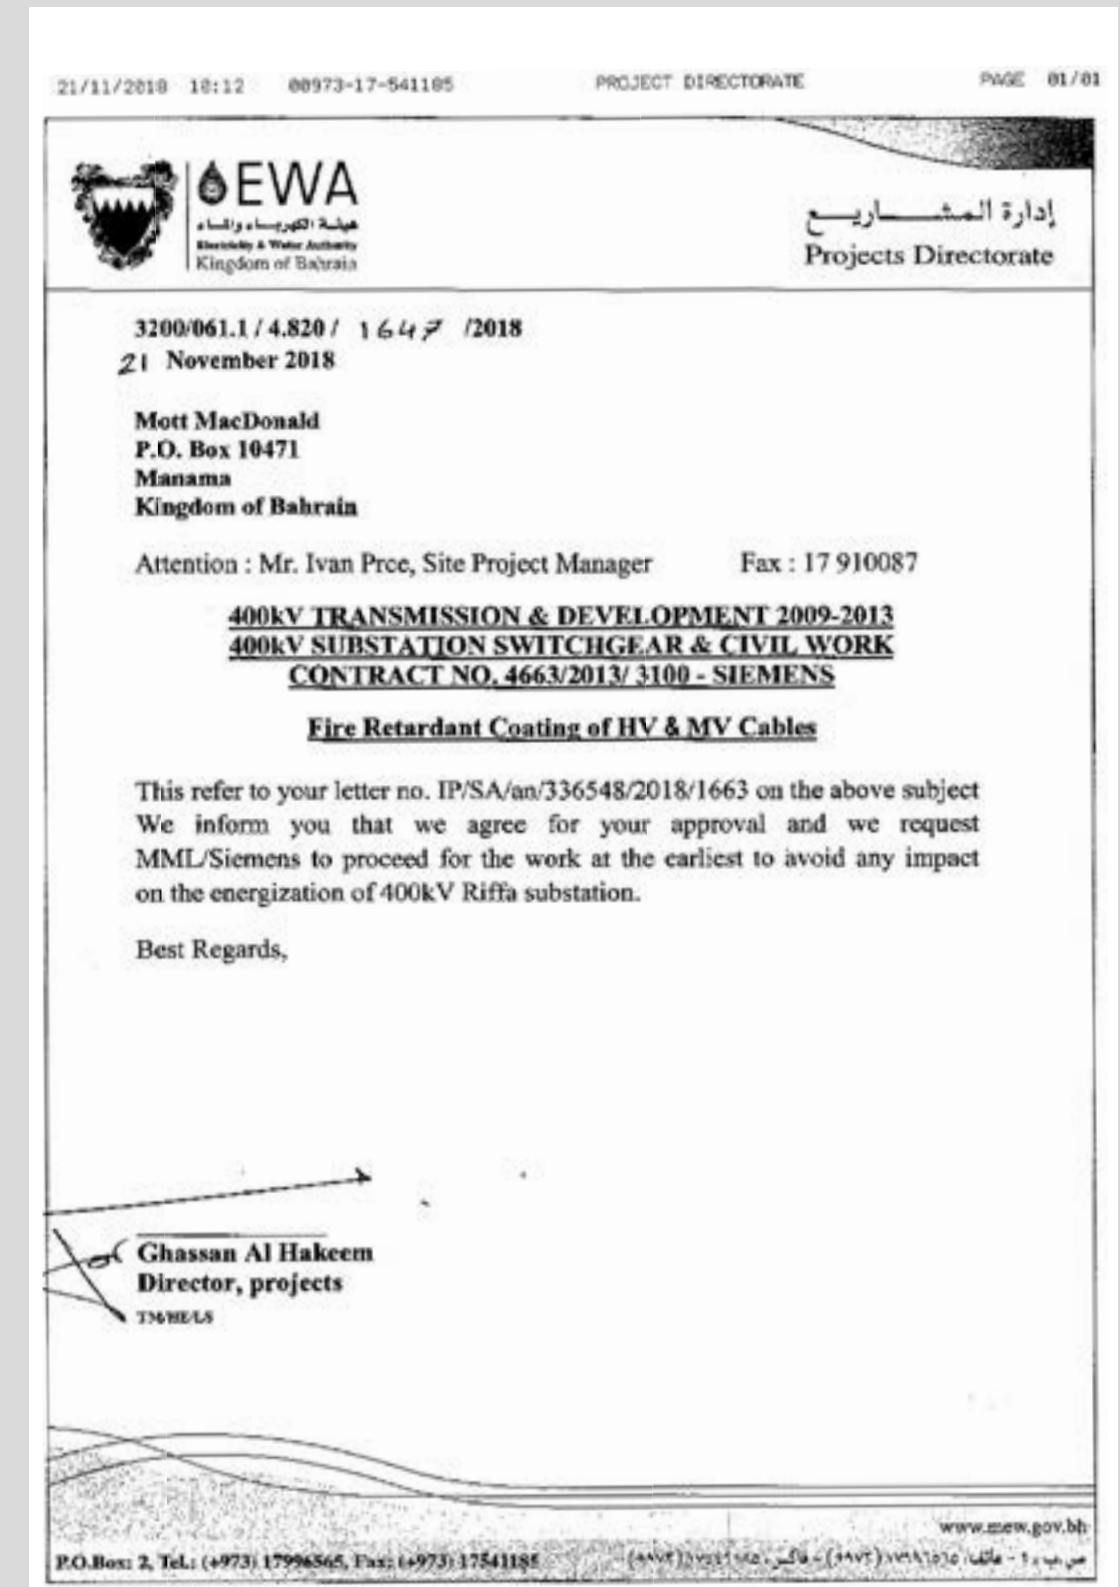 21/11/2018 10:12 00973-17-541185 PROJECT DIRECTORATE PAGE 01/01
EWA
هيئة الكهرباء والماء
Electricity & Water Authority
Kingdom of Bahrain
إدارة المشاريع
Projects Directorate
3200/061.1 / 4.820 / 1647 /2018
21 November 2018
Mott MacDonald
P.O. Box 10471
Manama
Kingdom of Bahrain
Attention : Mr. Ivan Prce, Site Project Manager Fax : 17 910087
400kV TRANSMISSION & DEVELOPMENT 2009-2013
400kV SUBSTATION SWITCHGEAR & CIVIL WORK
CONTRACT NO. 4663/2013/ 3100 - SIEMENS
Fire Retardant Coating of HV & MV Cables
This refer to your letter no. IP/SA/an/336548/2018/1663 on the above subject
We inform you that we agree for your approval and we request
MML/Siemens to proceed for the work at the earliest to avoid any impact
on the energization of 400kV Riffa substation.
Best Regards,
Ghassan Al Hakeem
Director, projects
TM/HE/LS
www.mew.gov.bh
P.O.Box: 2, Tel.: (+973) 17996565, Fax: (+973) 17541185